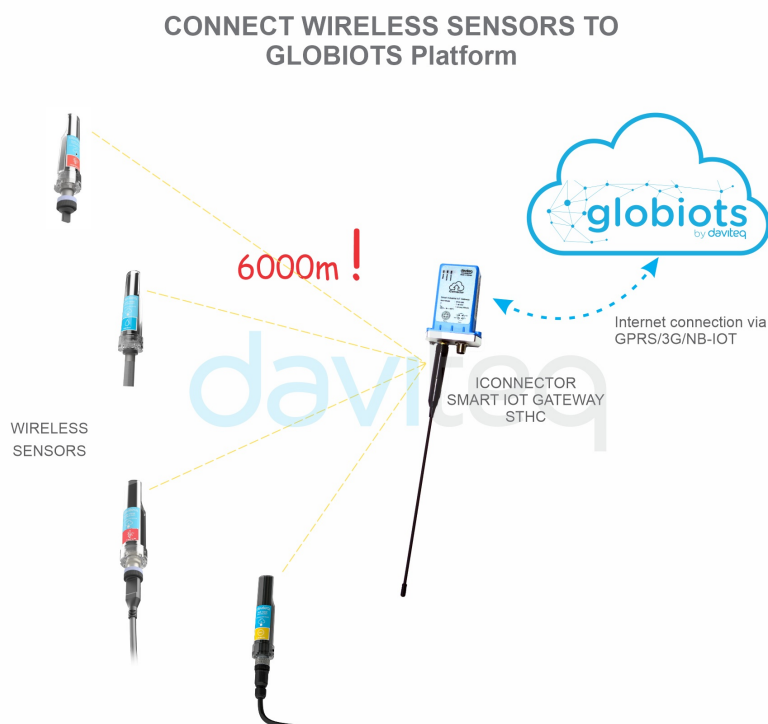 CONNECT WIRELESS SENSORS TO
GLOBIOTS Platform
globiots
by daviteq
6000m!
Internet connection via
GPRS/3G/NB-IOT
daviteq
ICONNECTOR
SMART IOT GATEWAY
STHC
WIRELESS
SENSORS